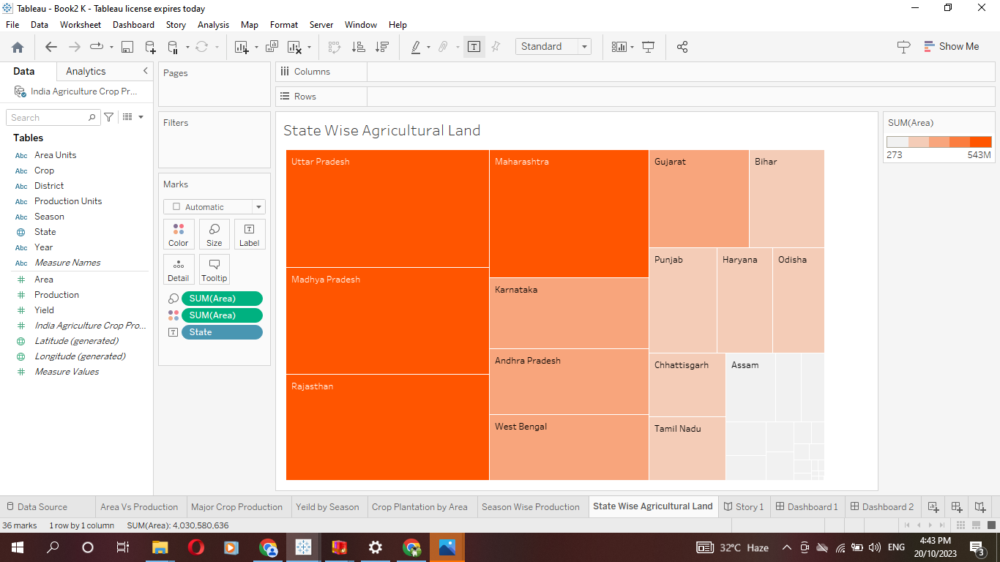 Tableau - Book2 K - Tableau license expires today
File Data Worksheet Dashboard Story Analysis Map Format Server Window Help
Standard
Show Me
Data Analytics
India Agriculture Crop Pr...
Search
Tables
Abc Area Units
Abc Crop
Abc District
Abc Production Units
Abc Season
State
Abc Year
Abc Measure Names
Area
Production
Yield
India Agriculture Crop Pro...
Latitude (generated)
Longitude (generated)
Measure Values
Pages
Filters
Marks
Automatic
Color Size Label
Detail Tooltip
SUM(Area)
SUM(Area)
State
Columns
Rows
State Wise Agricultural Land
Uttar Pradesh
Madhya Pradesh
Rajasthan
Maharashtra
Karnataka
Andhra Pradesh
West Bengal
Gujarat
Bihar
Punjab
Haryana
Odisha
Chhattisgarh
Assam
Tamil Nadu
SUM(Area)
273 543M
Data Source Area Vs Production Major Crop Production Yeild by Season Crop Plantation by Area Season Wise Production State Wise Agricultural Land Story 1 Dashboard 1 Dashboard 2
36 marks 1 row by 1 column SUM(Area): 4,030,580,636
32°C Haze ENG
4:43 PM
20/10/2023
3